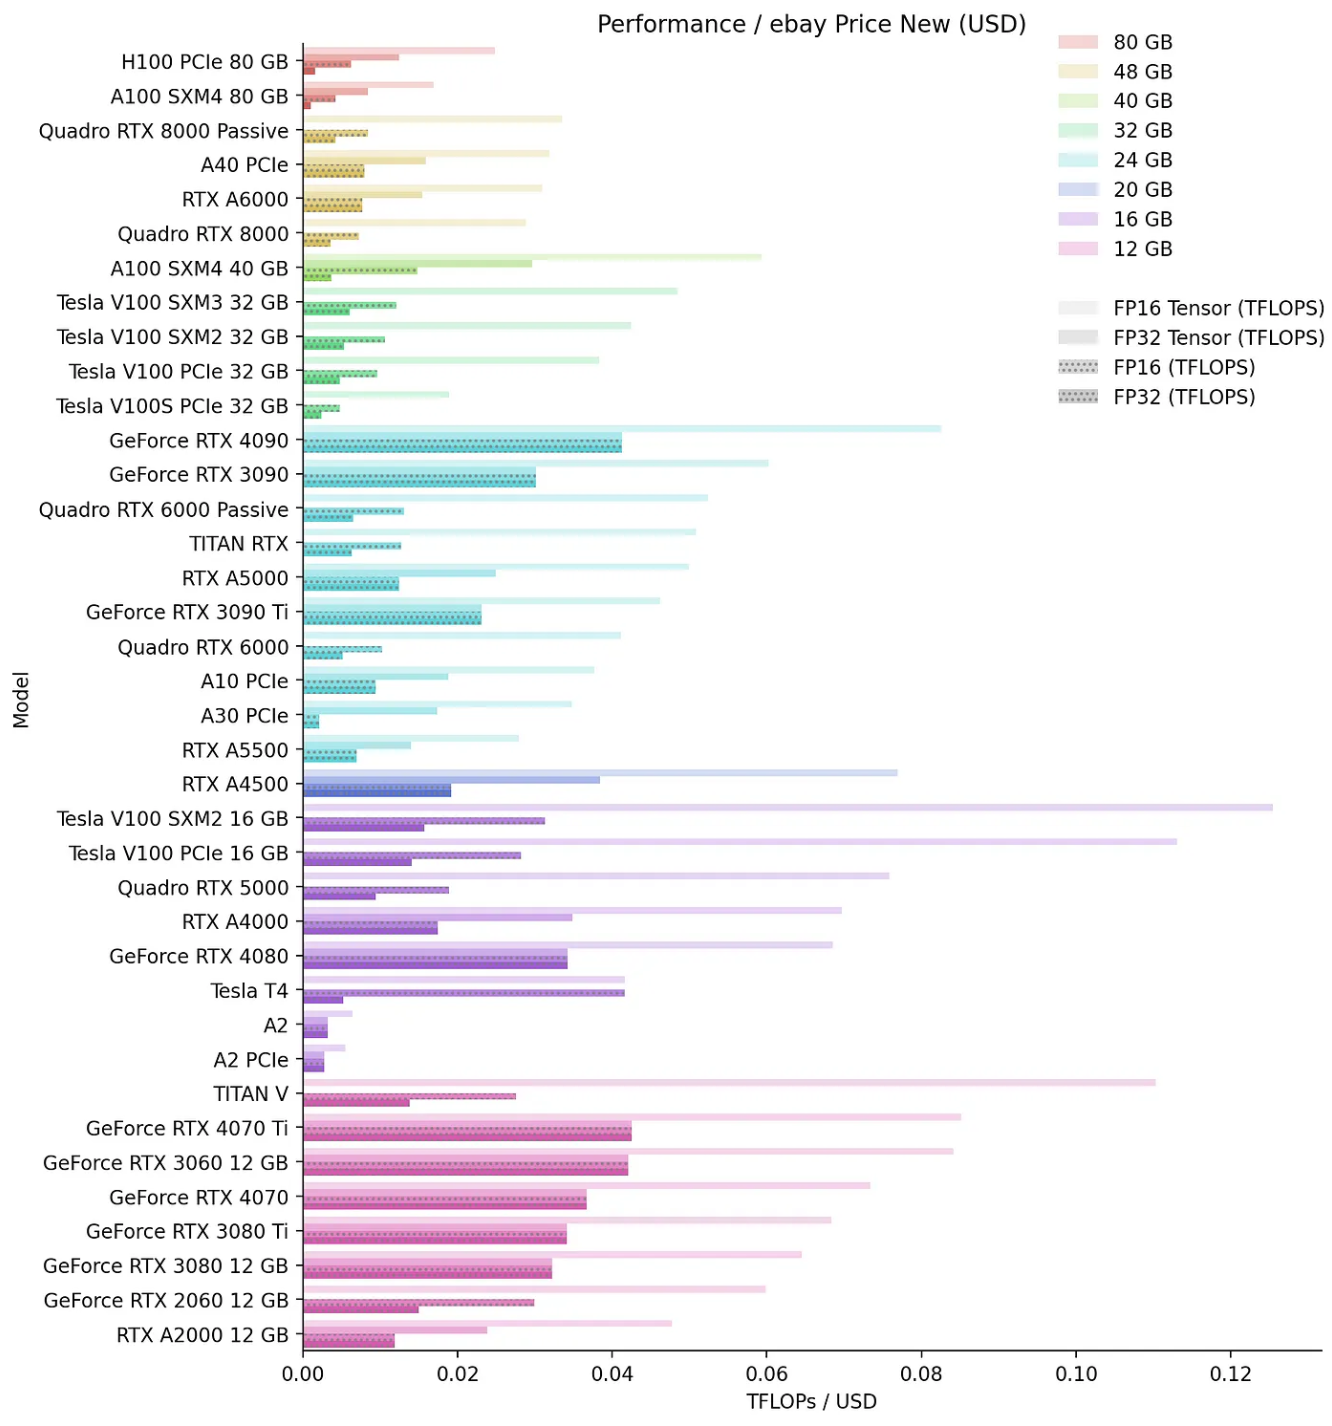 Performance / ebay Price New (USD)
80 GB
48 GB
40 GB
32 GB
24 GB
20 GB
16 GB
12 GB
FP16 Tensor (TFLOPS)
FP32 Tensor (TFLOPS)
FP16 (TFLOPS)
FP32 (TFLOPS)
Model
H100 PCIe 80 GB
A100 SXM4 80 GB
Quadro RTX 8000 Passive
A40 PCIe
RTX A6000
Quadro RTX 8000
A100 SXM4 40 GB
Tesla V100 SXM3 32 GB
Tesla V100 SXM2 32 GB
Tesla V100 PCIe 32 GB
Tesla V100S PCIe 32 GB
GeForce RTX 4090
GeForce RTX 3090
Quadro RTX 6000 Passive
TITAN RTX
RTX A5000
GeForce RTX 3090 Ti
Quadro RTX 6000
A10 PCIe
A30 PCIe
RTX A5500
RTX A4500
Tesla V100 SXM2 16 GB
Tesla V100 PCIe 16 GB
Quadro RTX 5000
RTX A4000
GeForce RTX 4080
Tesla T4
A2
A2 PCIe
TITAN V
GeForce RTX 4070 Ti
GeForce RTX 3060 12 GB
GeForce RTX 4070
GeForce RTX 3080 Ti
GeForce RTX 3080 12 GB
GeForce RTX 2060 12 GB
RTX A2000 12 GB
0.00 0.02 0.04 0.06 0.08 0.10 0.12
TFLOPs / USD